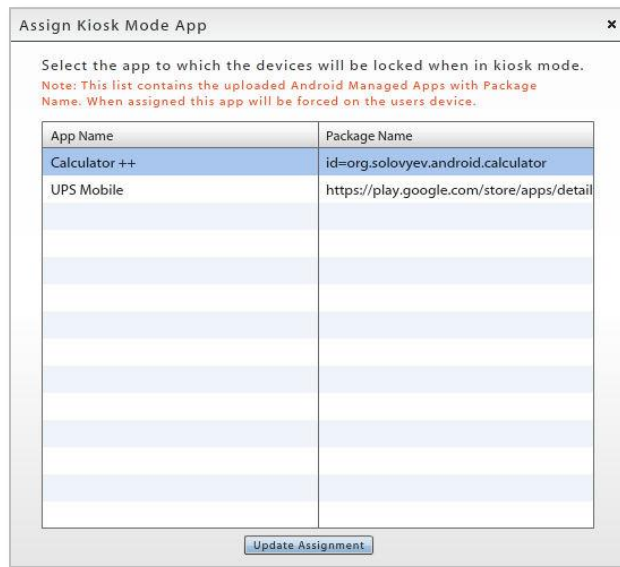 Assign Kiosk Mode App
Select the app to which the devices will be locked when in kiosk mode.
Note: This list contains the uploaded Android Managed Apps with Package
Name. When assigned this app will be forced on the users device.
App Name Package Name
Calculator ++ id=org.solovyev.android.calculator
UPS Mobile https://play.google.com/store/apps/detail
Update Assignment